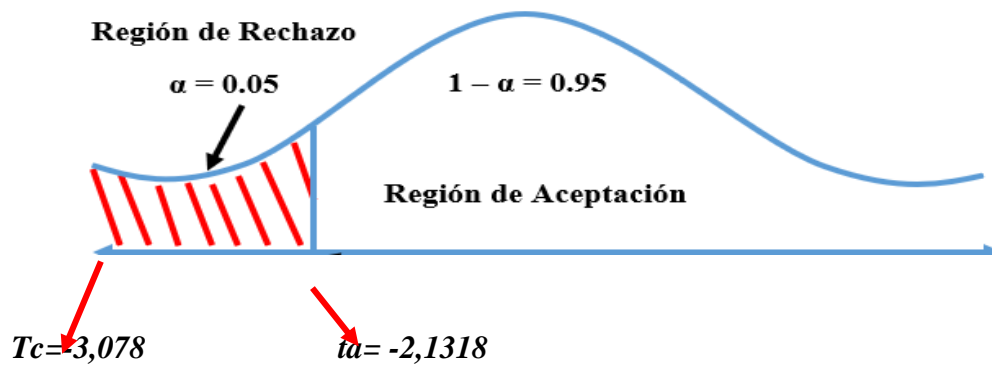 Región de Rechazo
α = 0.05
1 – α = 0.95
Región de Aceptación
Tc=-3,078
ta= -2,1318